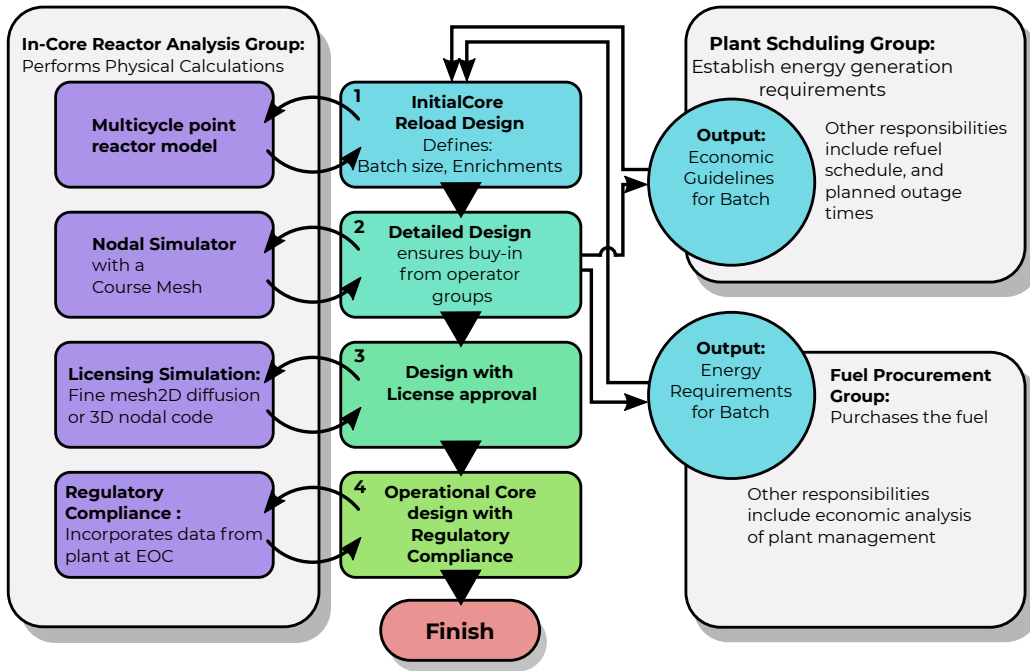 In-Core Reactor Analysis Group:
Performs Physical Calculations
Multicycle point
reactor model
Nodal Simulator
with a
Course Mesh
Licensing Simulation:
Fine mesh2D diffusion
or 3D nodal code
Regulatory
Compliance :
Incorporates data from
plant at EOC
1
InitialCore
Reload Design
Defines:
Batch size, Enrichments
2
Detailed Design
ensures buy-in
from operator
groups
3
Design with
License approval
4
Operational Core
design with
Regulatory
Compliance
Finish
Plant Schduling Group:
Establish energy generation
requirements
Output:
Economic
Guidelines
for Batch
Other responsibilities
include refuel
schedule, and
planned outage
times
Output:
Energy
Requirements
for Batch
Fuel Procurement
Group:
Purchases the fuel
Other responsibilities
include economic analysis
of plant management